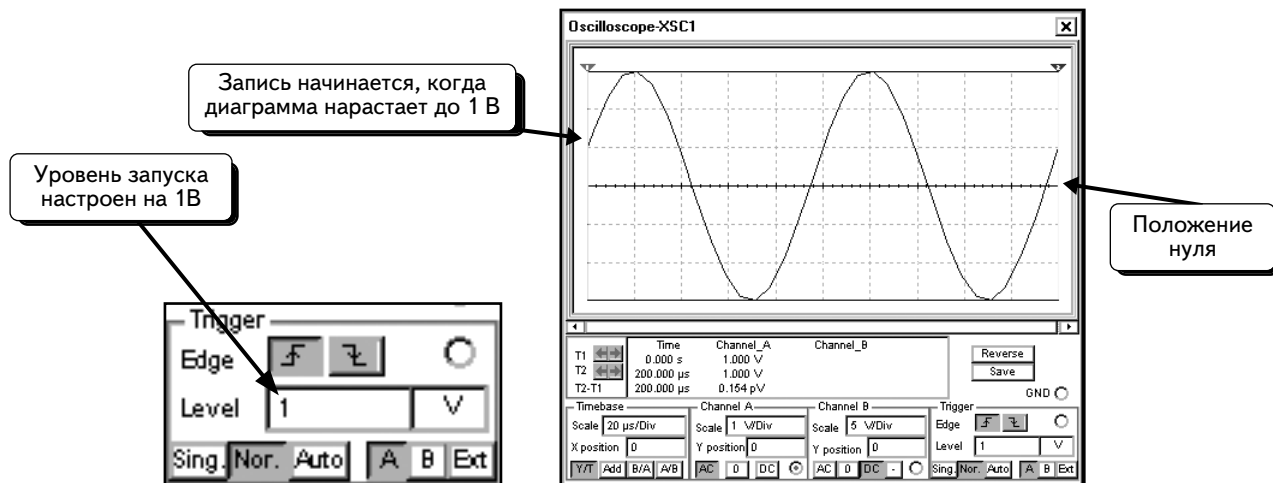 Oscilloscope-XSC1
Запись начинается, когда
диаграмма нарастает до 1 В
Уровень запуска
настроен на 1В
Положение
нуля
Trigger
Edge
Level 1 V
Sing. Nor. Auto A B Ext
Time Channel_A Channel_B
T1 0.000 s 1.000 V
T2 200.000 µs 1.000 V
T2-T1 200.000 µs 0.154 pV
Reverse
Save
GND
Timebase
Scale 20 µs/Div
X position 0
Y/T Add B/A A/B
Channel A
Scale 1 V/Div
Y position 0
AC 0 DC
Channel B
Scale 5 V/Div
Y position 0
AC 0 DC -
Trigger
Edge
Level 1 V
Sing. Nor. Auto A B Ext